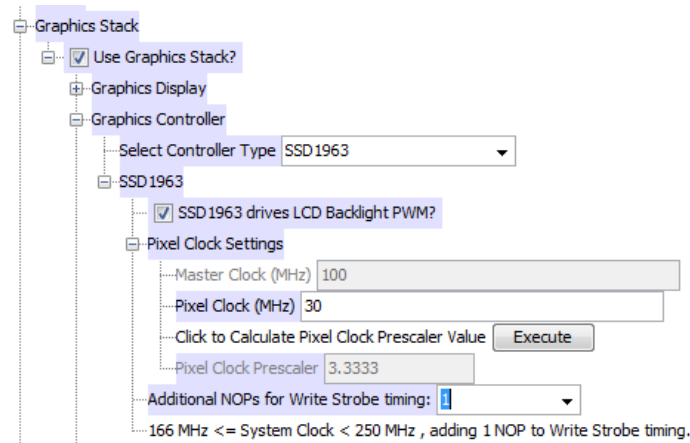 Graphics Stack
Use Graphics Stack?
Graphics Display
Graphics Controller
Select Controller Type SSD1963
SSD1963
SSD1963 drives LCD Backlight PWM?
Pixel Clock Settings
Master Clock (MHz) 100
Pixel Clock (MHz) 30
Click to Calculate Pixel Clock Prescaler Value Execute
Pixel Clock Prescaler 3.3333
Additional NOPs for Write Strobe timing: 1
166 MHz <= System Clock < 250 MHz , adding 1 NOP to Write Strobe timing.